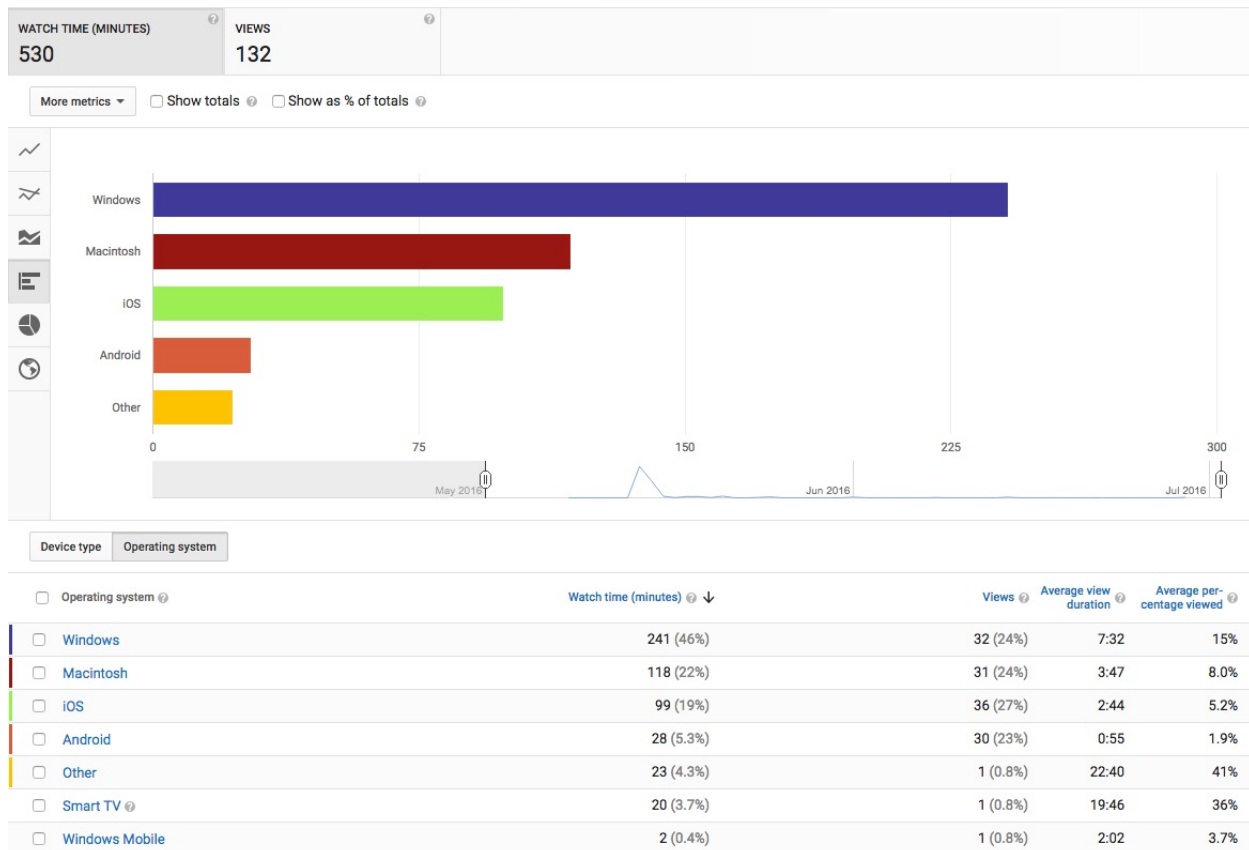 WATCH TIME (MINUTES) ?
530
VIEWS ?
132
More metrics Show totals ? Show as % of totals ?
Windows
Macintosh
iOS
Android
Other
0 75 150 225 300
May 2016 Jun 2016 Jul 2016
Device type Operating system
Operating system ? Watch time (minutes) ? Views ? Average view duration ? Average per-centage viewed ?
Windows 241 (46%) 32 (24%) 7:32 15%
Macintosh 118 (22%) 31 (24%) 3:47 8.0%
iOS 99 (19%) 36 (27%) 2:44 5.2%
Android 28 (5.3%) 30 (23%) 0:55 1.9%
Other 23 (4.3%) 1 (0.8%) 22:40 41%
Smart TV ? 20 (3.7%) 1 (0.8%) 19:46 36%
Windows Mobile 2 (0.4%) 1 (0.8%) 2:02 3.7%